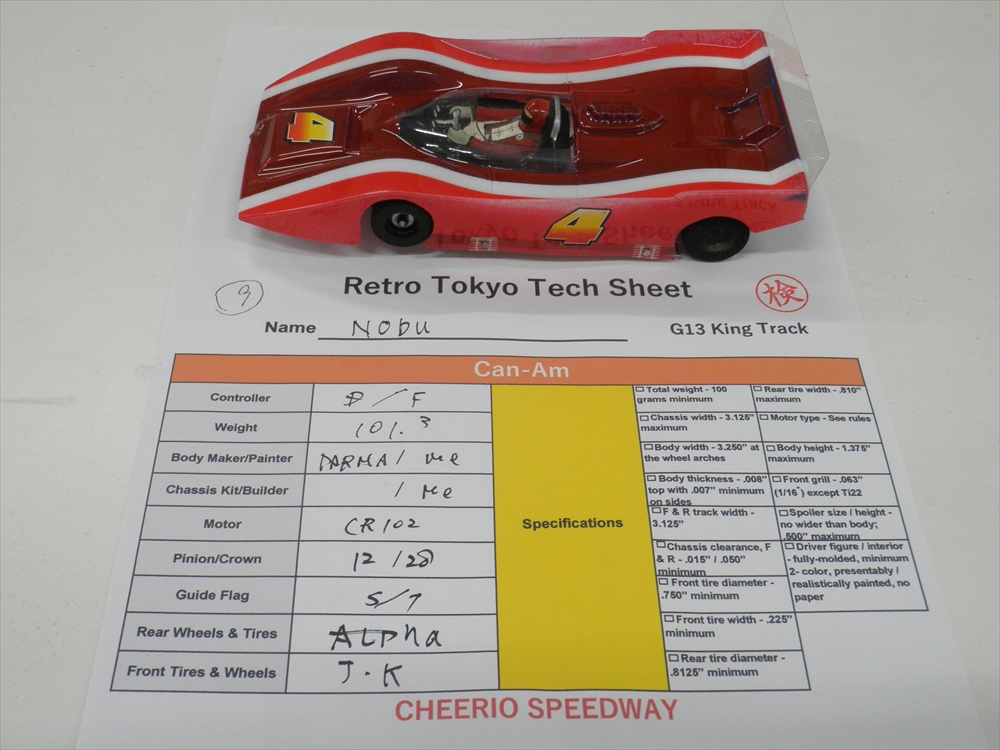 4
4
Retro Tokyo Tech Sheet
9
検
Name Nobu
G13 King Track
Can-Am
Controller P/F
Weight 101.3
Body Maker/Painter PARMA / me
Chassis Kit/Builder / me
Motor CR102
Pinion/Crown 12/28
Guide Flag S/7
Rear Wheels & Tires ALPHa
Front Tires & Wheels J.K
Specifications
Total weight - 100
grams minimum
Chassis width - 3.125"
maximum
Body width - 3.250" at
the wheel arches
Body thickness - .008"
top with .007" minimum
on sides
F & R track width -
3.125"
Chassis clearance, F
& R - .015" / .050"
minimum
Front tire diameter -
.750" minimum
Front tire width - .225"
minimum
Rear tire diameter -
.8125" minimum
Rear tire width - .810"
maximum
Motor type - See rules
Body height - 1.375"
maximum
Front grill - .063"
(1/16") except Ti22
Spoiler size / height -
no wider than body;
.500" maximum
Driver figure / interior
- fully-molded, minimum
2- color, presentably /
realistically painted, no
paper
CHEERIO SPEEDWAY